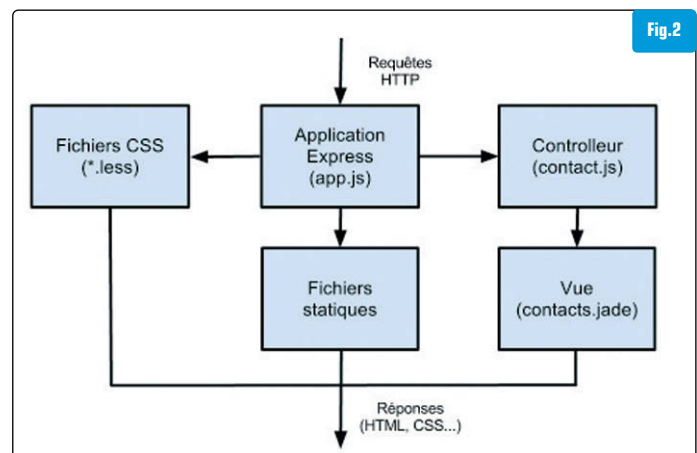 Fig.2
Requêtes
HTTP
Fichiers CSS
(*.less)
Application
Express
(app.js)
Controlleur
(contact.js)
Fichiers
statiques
Vue
(contacts.jade)
Réponses
(HTML, CSS...)